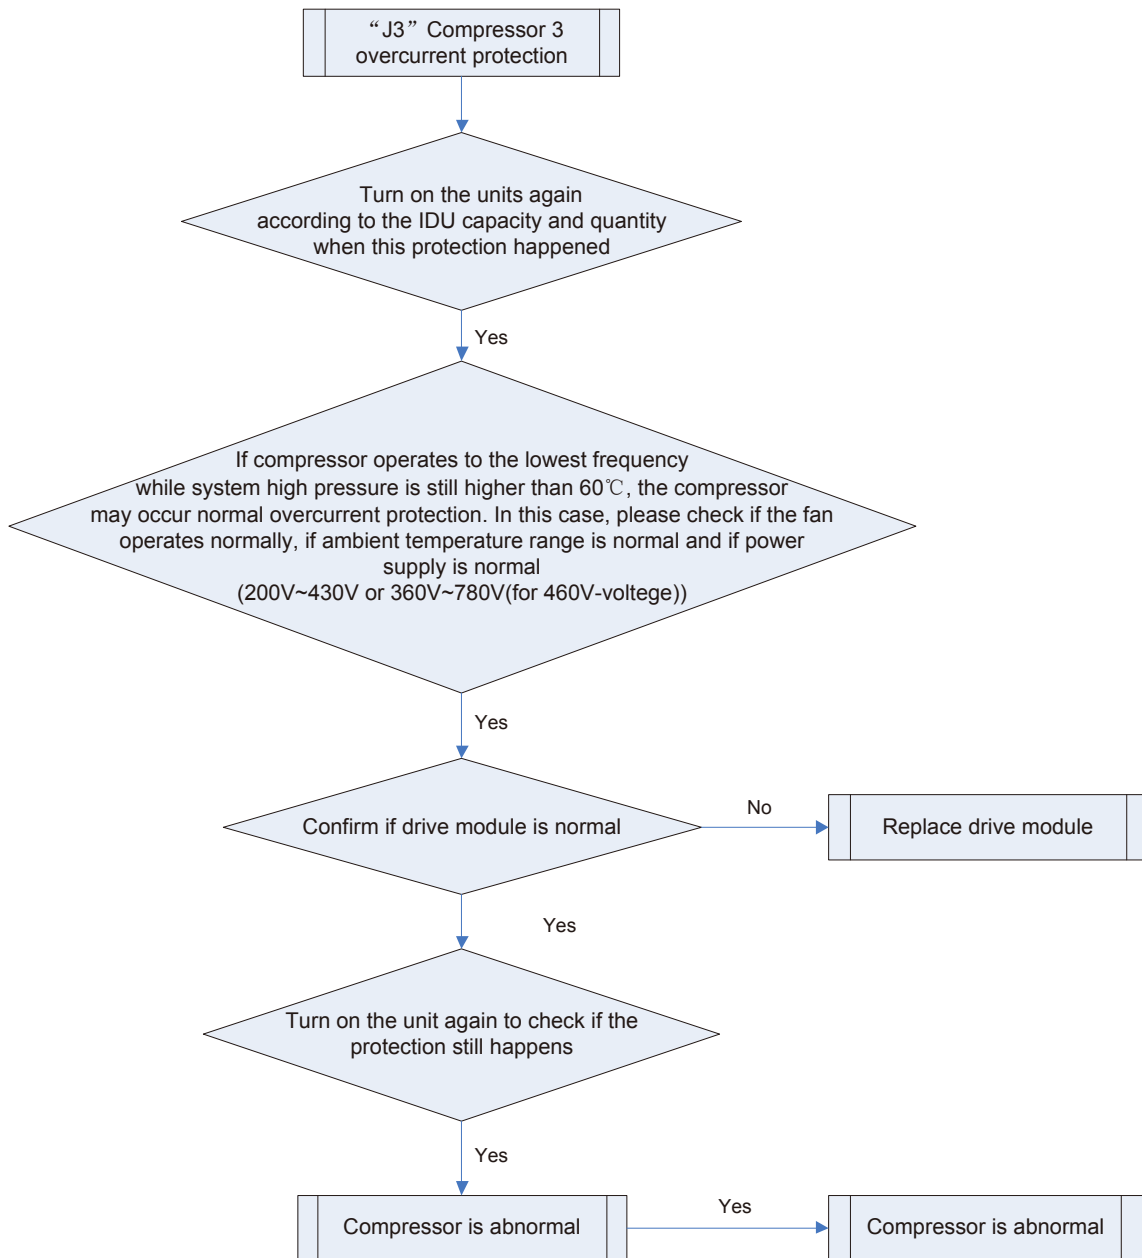 “J3”Compressor 3
overcurrent protection
Turn on the units again
according to the IDU capacity and quantity
when this protection happened
Yes
If compressor operates to the lowest frequency
while system high pressure is still higher than 60℃, the compressor
may occur normal overcurrent protection. In this case, please check if the fan
operates normally, if ambient temperature range is normal and if power
supply is normal
(200V~430V or 360V~780V(for 460V-voltege))
Yes
Confirm if drive module is normal
No
Replace drive module
Yes
Turn on the unit again to check if the
protection still happens
Yes
Compressor is abnormal
Yes
Compressor is abnormal